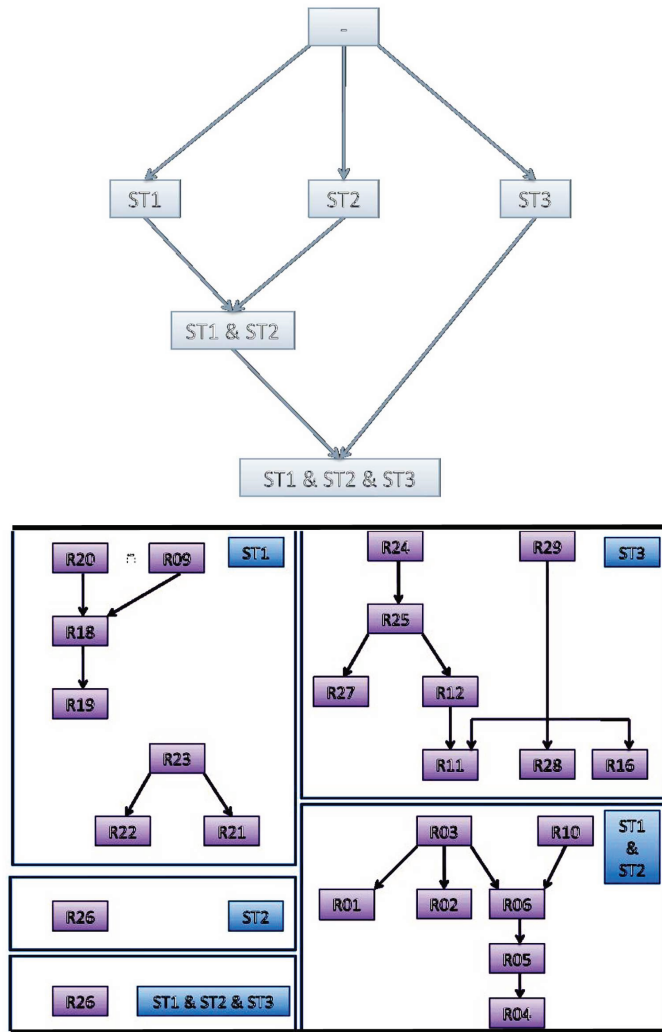 -
ST1 ST2 ST3
ST1 & ST2
ST1 & ST2 & ST3
R20 n R09 ST1
R18
R19
R23
R22 R21
R24 R29 ST3
R25
R27 R12
R11 R28 R16
R26 ST2
R03 R10 ST1
&
ST2
R01 R02 R06
R05
R04
R26 ST1 & ST2 & ST3